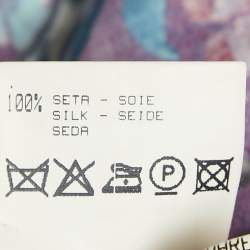 100% SETA - SOIE
SILK - SEIDE
SEDA
P